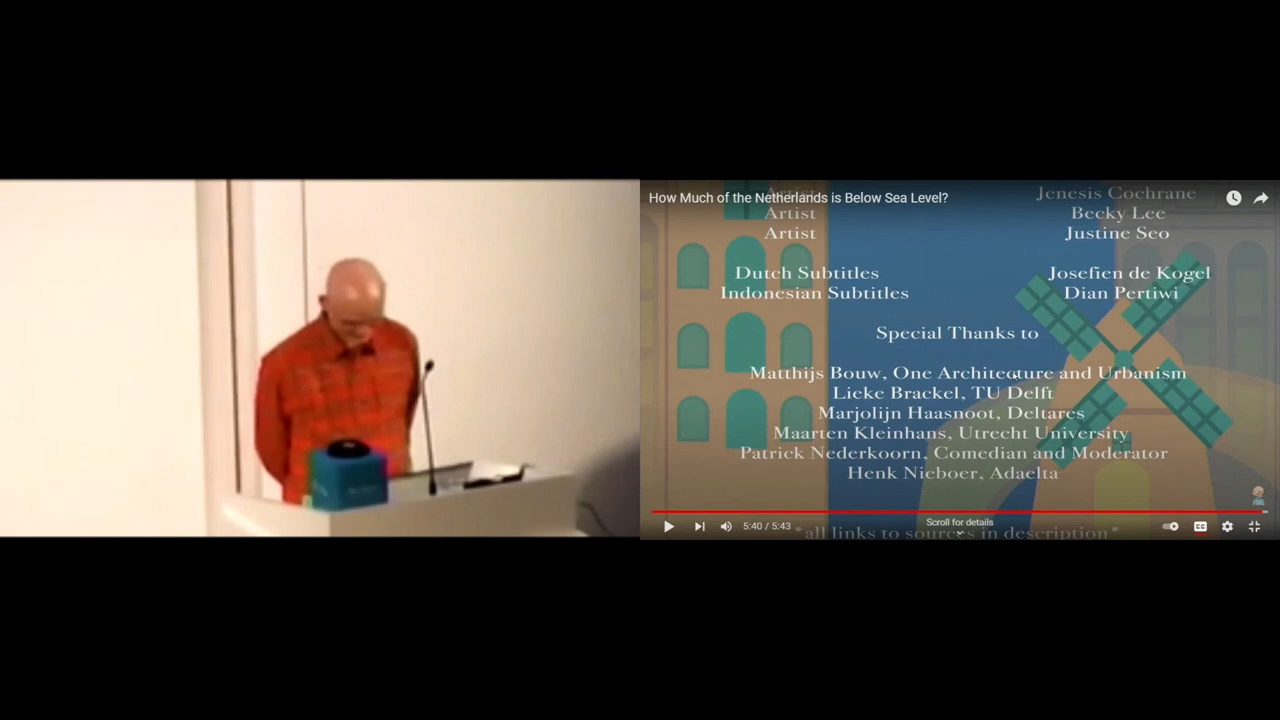 How Much of the Netherlands is Below Sea Level?
Artist Jenesis Cochrane
Artist Becky Lee
Artist Justine Seo
Dutch Subtitles Josefien de Kogel
Indonesian Subtitles Dian Pertiwi
Special Thanks to
Matthijs Bouw, One Architecture and Urbanism
Lieke Brackel, TU Delft
Marjolijn Haasnoot, Deltares
Maarten Kleinhans, Utrecht University
Patrick Nederkoorn, Comedian and Moderator
Henk Nieboer, Adaelta
5:40 / 5:43
Scroll for details
*all links to sources in description*